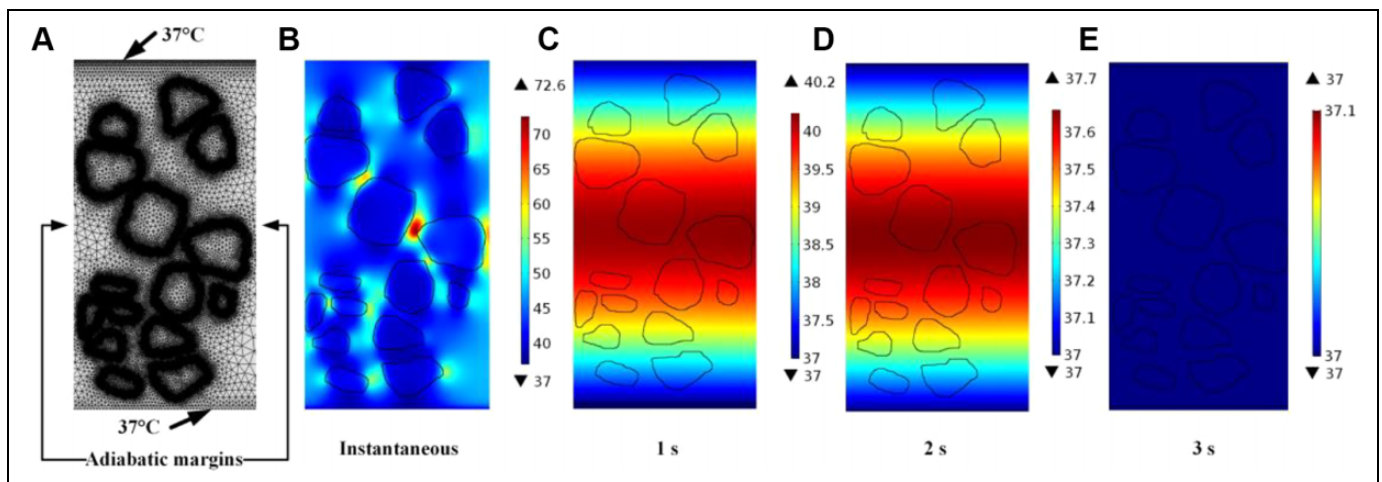 A
37°C
37°C
Adiabatic margins
B
▲ 72.6
70
65
60
55
50
45
40
▼ 37
Instantaneous
C
▲ 40.2
40
39.5
39
38.5
38
37.5
37
▼ 37
1 s
D
▲ 37.7
37.6
37.5
37.4
37.3
37.2
37.1
37
▼ 37
2 s
E
▲ 37
37.1
37
▼ 37
3 s